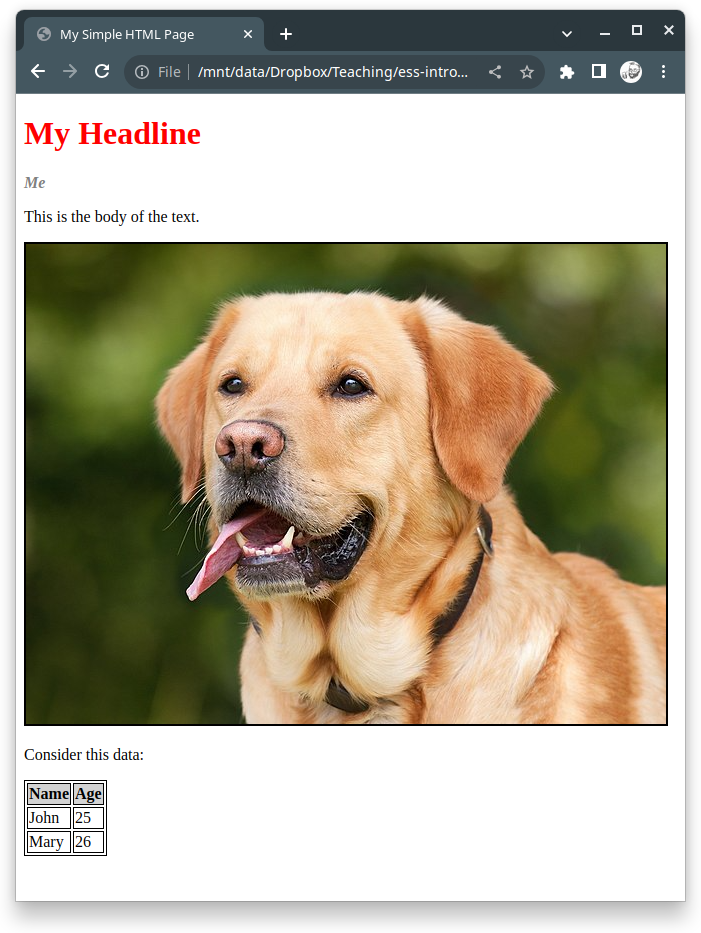 My Simple HTML Page
File /mnt/data/Dropbox/Teaching/ess-intro...
My Headline
Me
This is the body of the text.
Consider this data:
Name Age
John 25
Mary 26